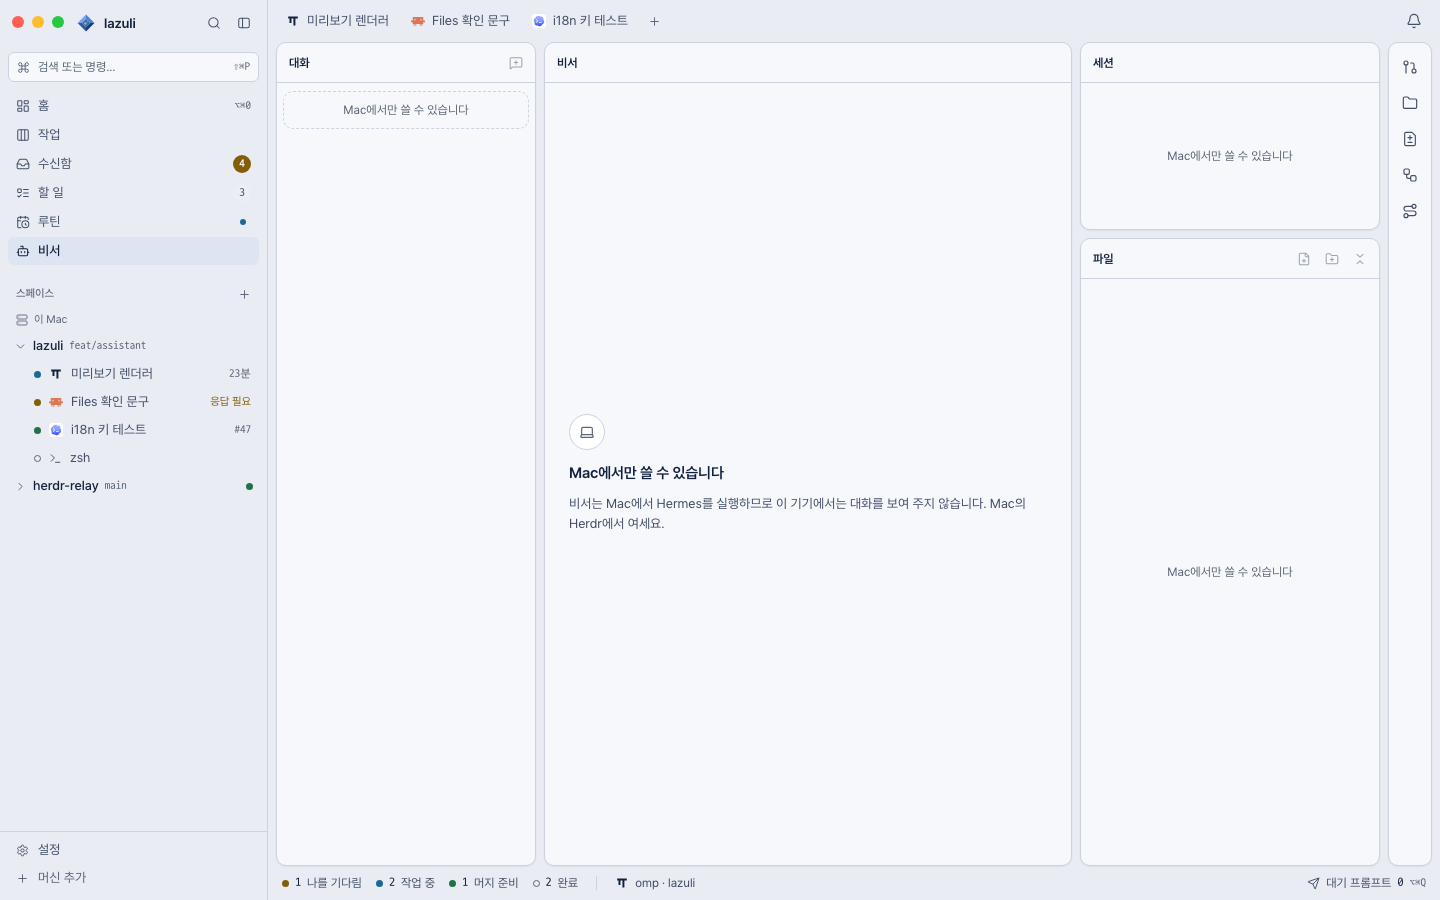 lazuli
검색 또는 명령... ⇧⌘P
홈 ⌥⌘0
작업
수신함 4
할 일 3
루틴
비서
스페이스
이 Mac
lazuli feat/assistant
미리보기 렌더러 23분
Files 확인 문구 응답 필요
i18n 키 테스트 #47
zsh
herdr-relay main
설정
머신 추가
미리보기 렌더러
Files 확인 문구
i18n 키 테스트
대화
Mac에서만 쓸 수 있습니다
비서
Mac에서만 쓸 수 있습니다
비서는 Mac에서 Hermes를 실행하므로 이 기기에서는 대화를 보여 주지 않습니다. Mac의
Herdr에서 여세요.
세션
Mac에서만 쓸 수 있습니다
파일
Mac에서만 쓸 수 있습니다
1 나를 기다림 2 작업 중 1 머지 준비 2 완료 omp · lazuli 대기 프롬프트 0 ⌥⌘Q